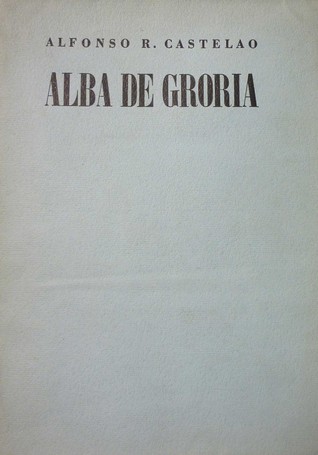 ALFONSO R. CASTELAO
ALBA DE GRORIA